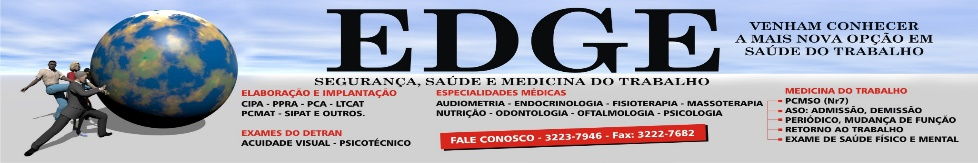 EDGE
SEGURANÇA, SAÚDE E MEDICINA DO TRABALHO
VENHAM CONHECER
A MAIS NOVA OPÇÃO EM
SAÚDE DO TRABALHO
ELABORAÇÃO E IMPLANTAÇÃO
CIPA - PPRA - PCA - LTCAT
PCMAT - SIPAT E OUTROS.
EXAMES DO DETRAN
ACUIDADE VISUAL - PSICOTÉCNICO
ESPECIALIDADES MÉDICAS
AUDIOMETRIA - ENDOCRINOLOGIA - FISIOTERAPIA - MASSOTERAPIA
NUTRIÇÃO - ODONTOLOGIA - OFTALMOLOGIA - PSICOLOGIA
FALE CONOSCO - 3223-7946 - Fax: 3222-7682
MEDICINA DO TRABALHO
PCMSO (Nr7)
ASO: ADMISSÃO, DEMISSÃO
PERIÓDICO, MUDANÇA DE FUNÇÃO
RETORNO AO TRABALHO
EXAME DE SAÚDE FÍSICO E MENTAL